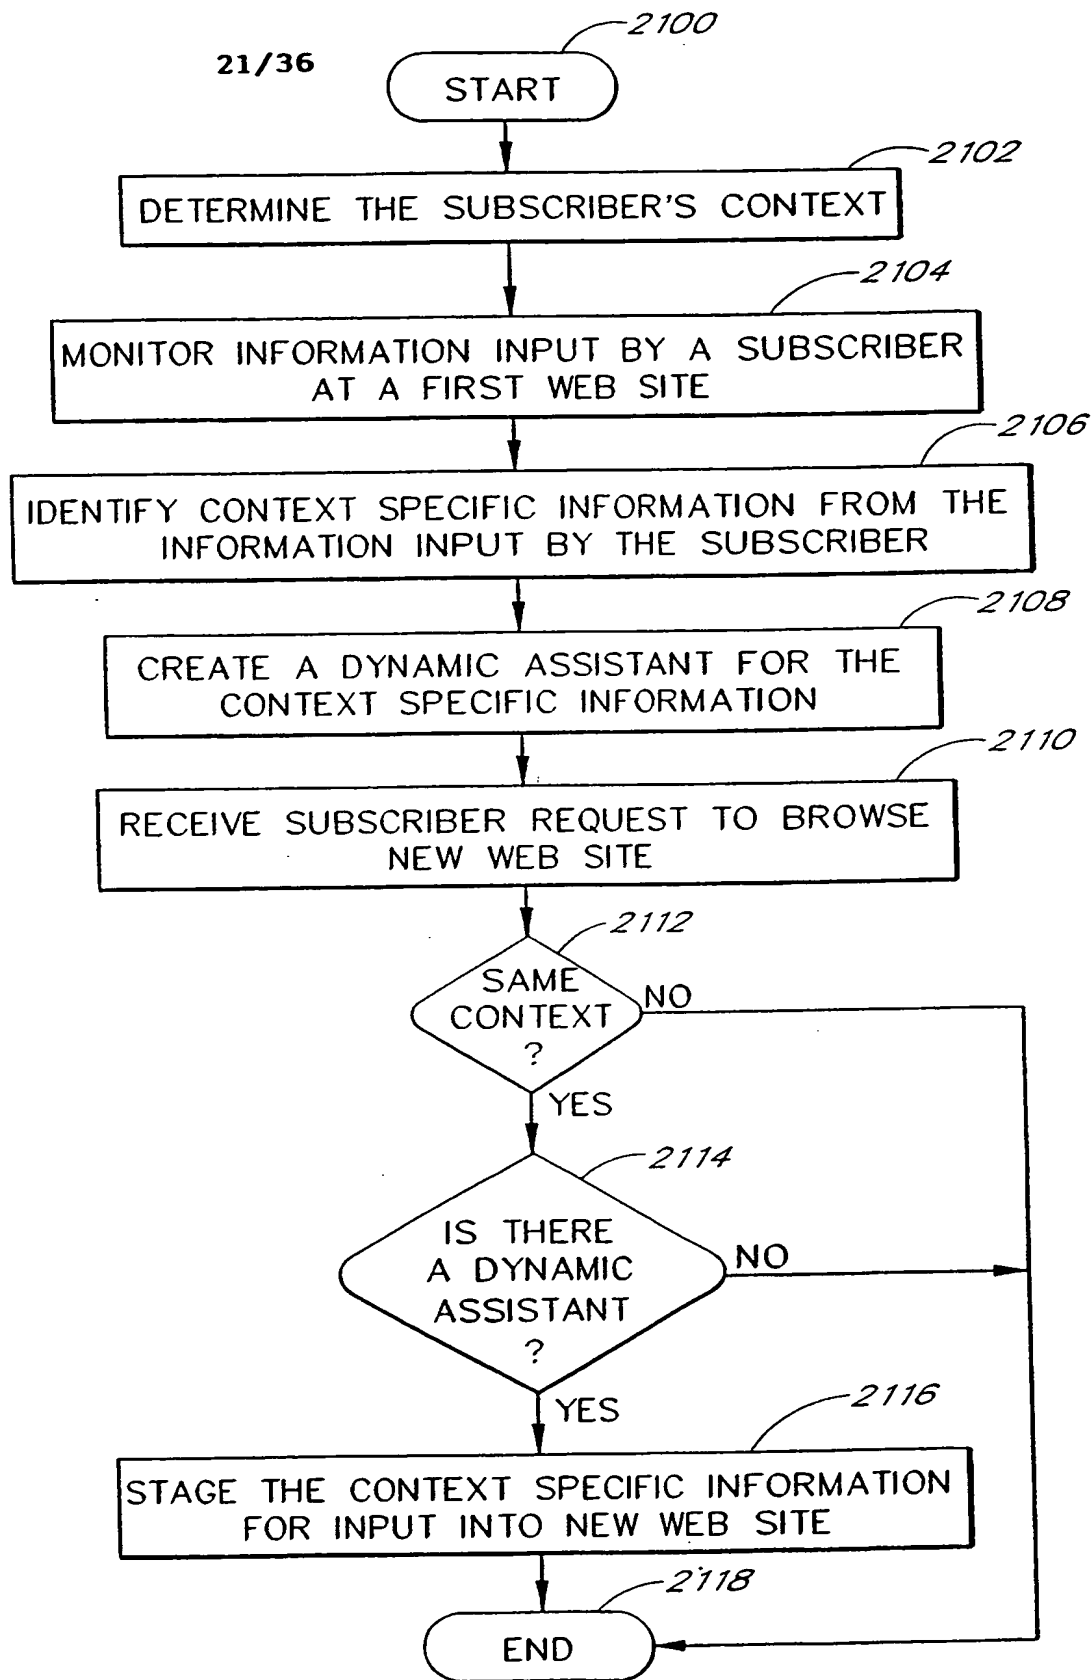 2100
21/36
START
2102
DETERMINE THE SUBSCRIBER'S CONTEXT
2104
MONITOR INFORMATION INPUT BY A SUBSCRIBER
AT A FIRST WEB SITE
2106
IDENTIFY CONTEXT SPECIFIC INFORMATION FROM THE
INFORMATION INPUT BY THE SUBSCRIBER
2108
CREATE A DYNAMIC ASSISTANT FOR THE
CONTEXT SPECIFIC INFORMATION
2110
RECEIVE SUBSCRIBER REQUEST TO BROWSE
NEW WEB SITE
2112
SAME
CONTEXT
?
NO
YES
2114
IS THERE
A DYNAMIC
ASSISTANT
?
NO
YES
2116
STAGE THE CONTEXT SPECIFIC INFORMATION
FOR INPUT INTO NEW WEB SITE
2118
END